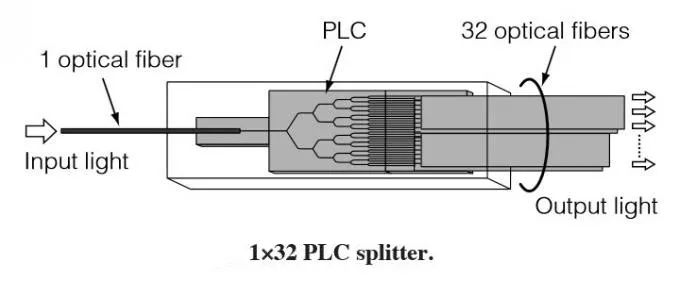 PLC
32 optical fibers
1 optical fiber
Input light
Output light
1×32 PLC splitter.